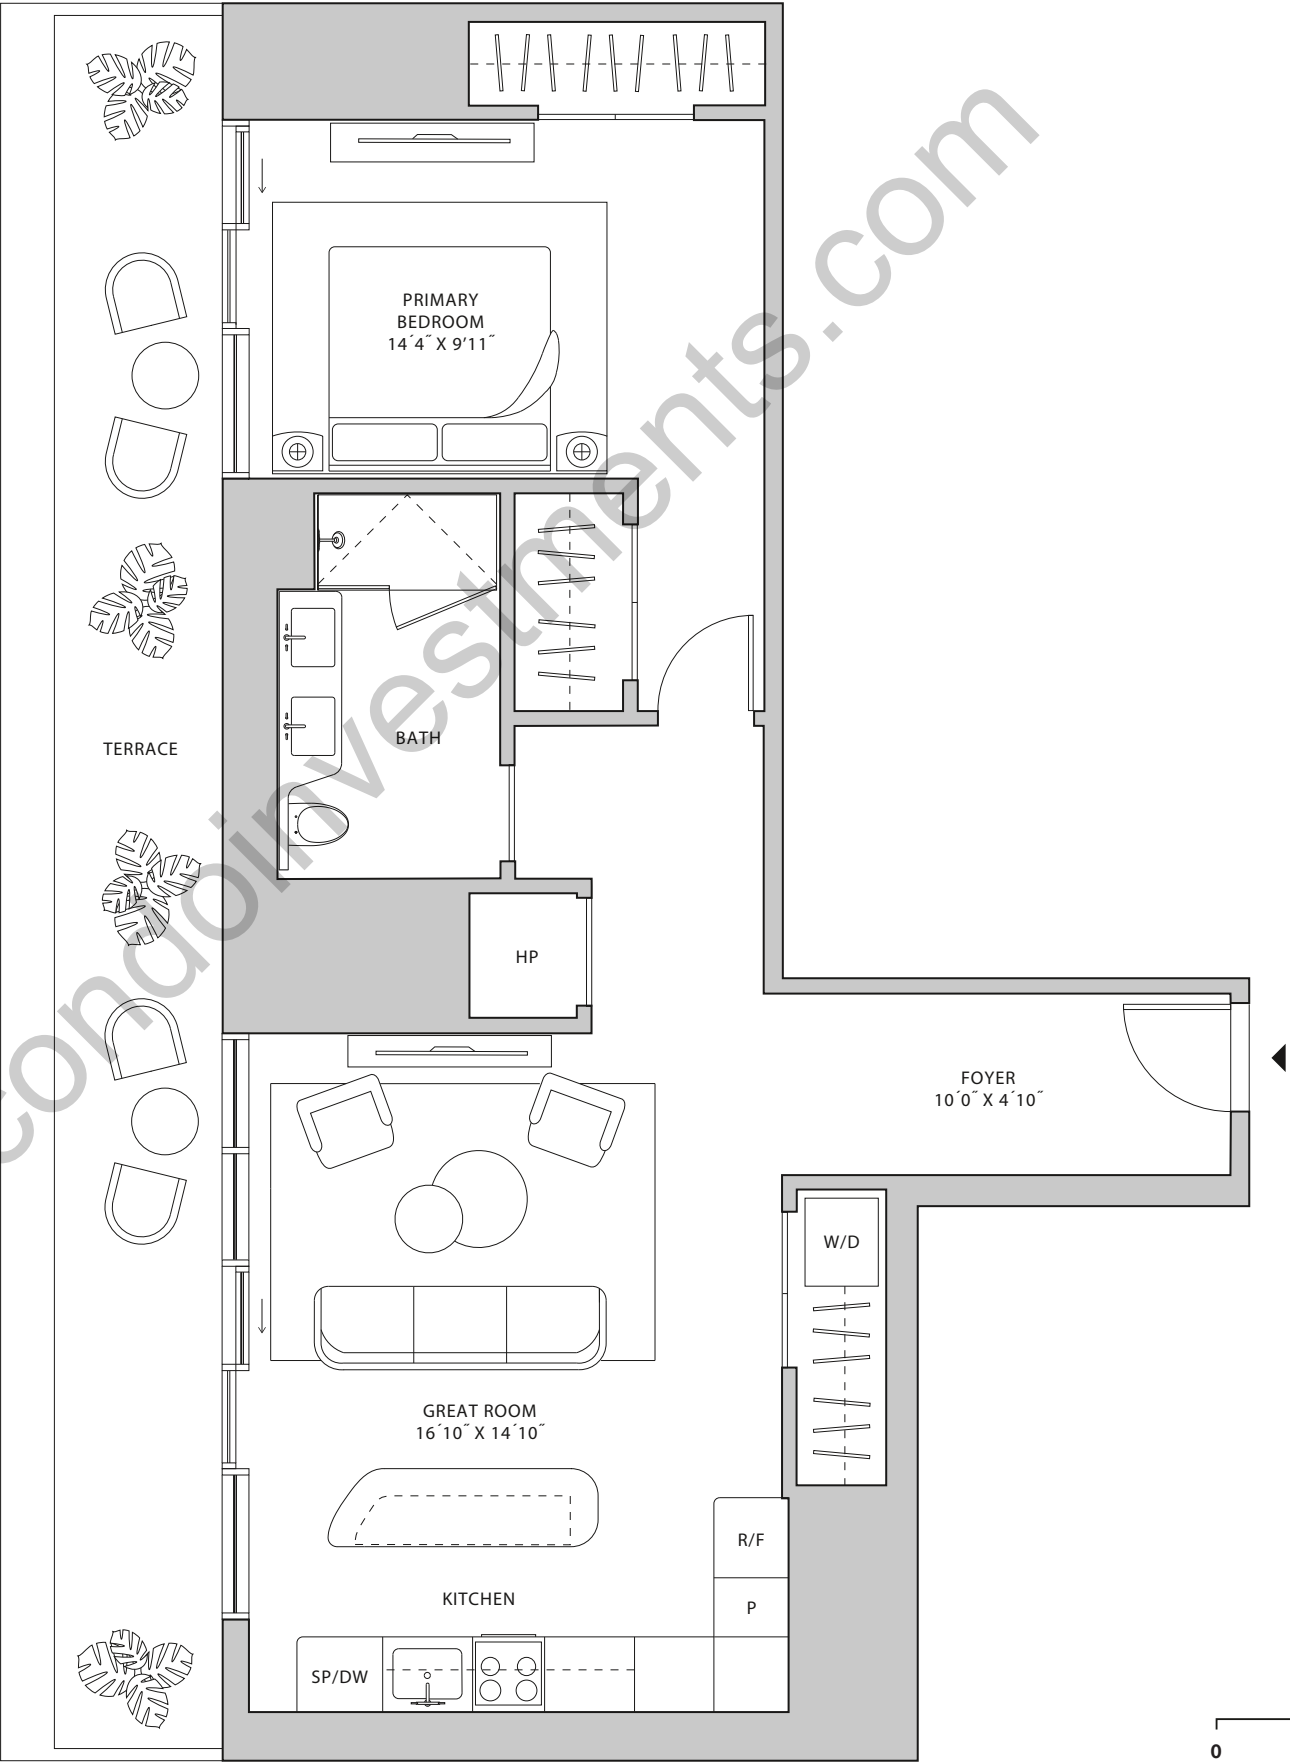 PRIMARY
BEDROOM
14´4˝ X 9'11˝
TERRACE
BATH
HP
FOYER
10´0˝ X 4´10˝
W/D
GREAT ROOM
16´10˝ X 14´10˝
R/F
KITCHEN
P
SP/DW
0
condoinvestments.com